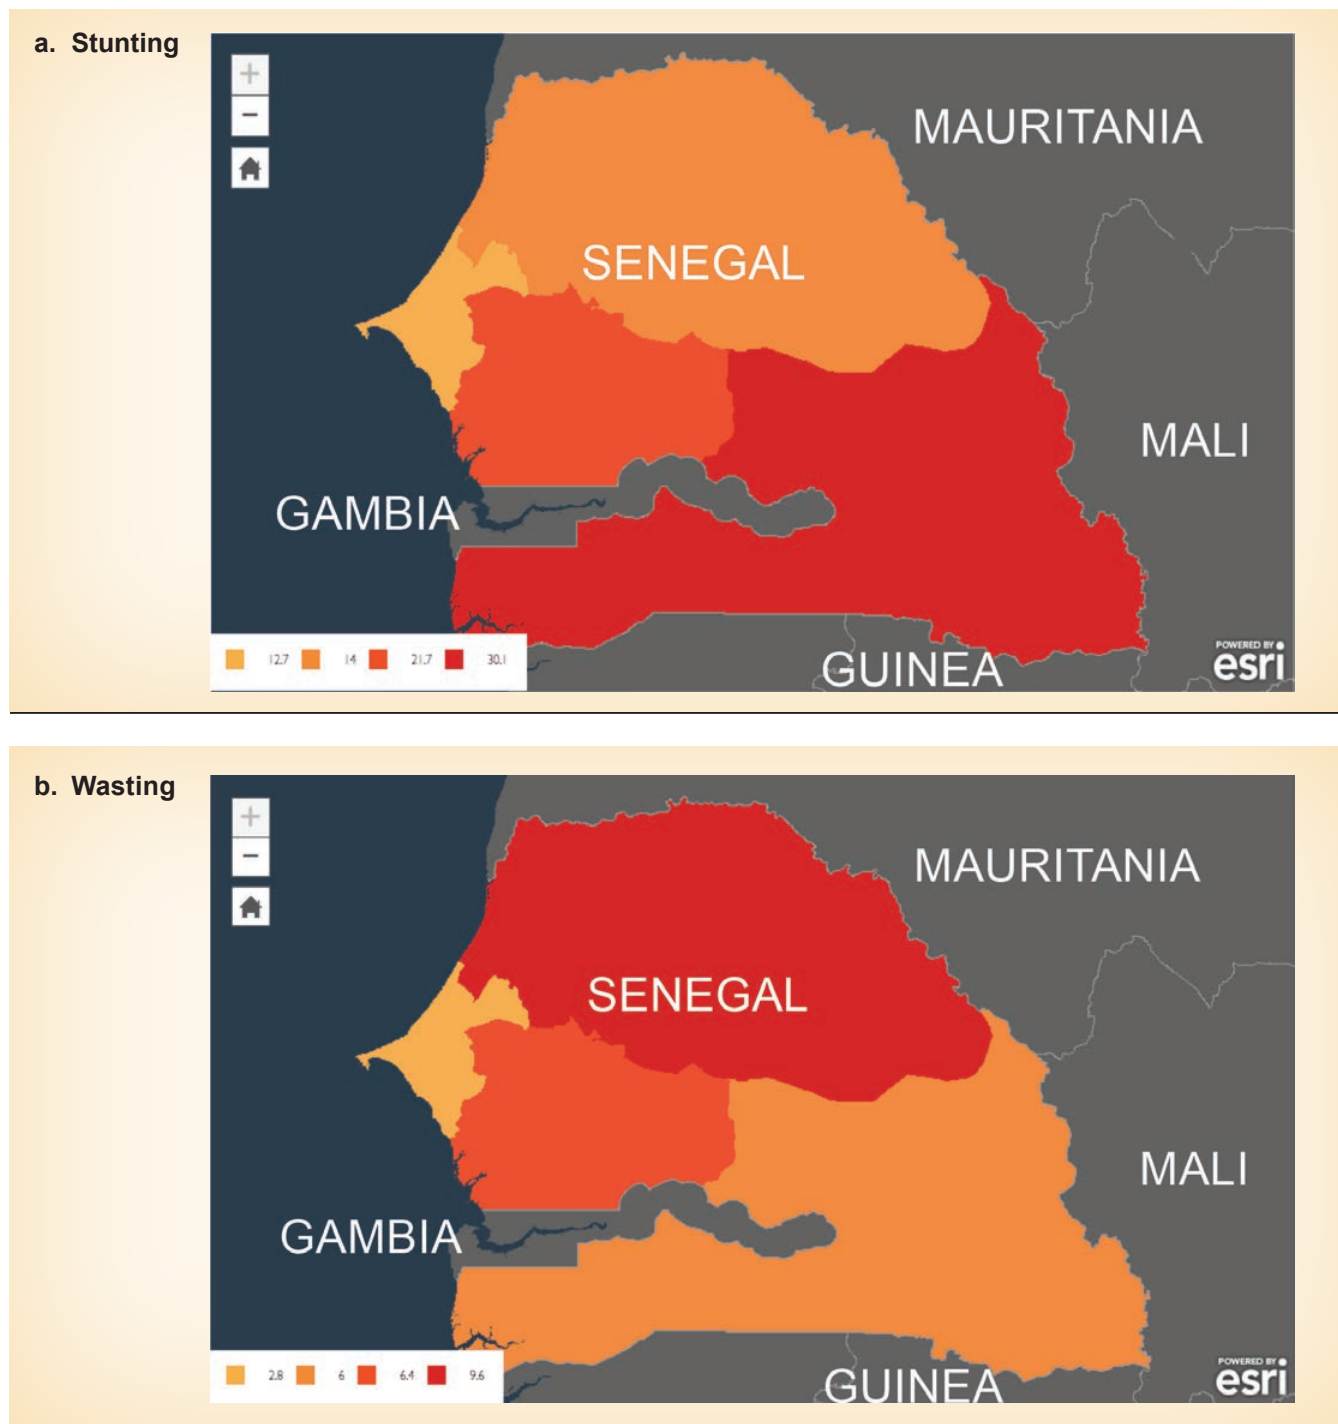 a. Stunting
+
−
MAURITANIA
SENEGAL
MALI
GAMBIA
12.7 14 21.7 30.1
GUINEA
POWERED BY
esri
b. Wasting
+
−
MAURITANIA
SENEGAL
MALI
GAMBIA
2.8 6 6.4 9.6
GUINEA
POWERED BY
esri